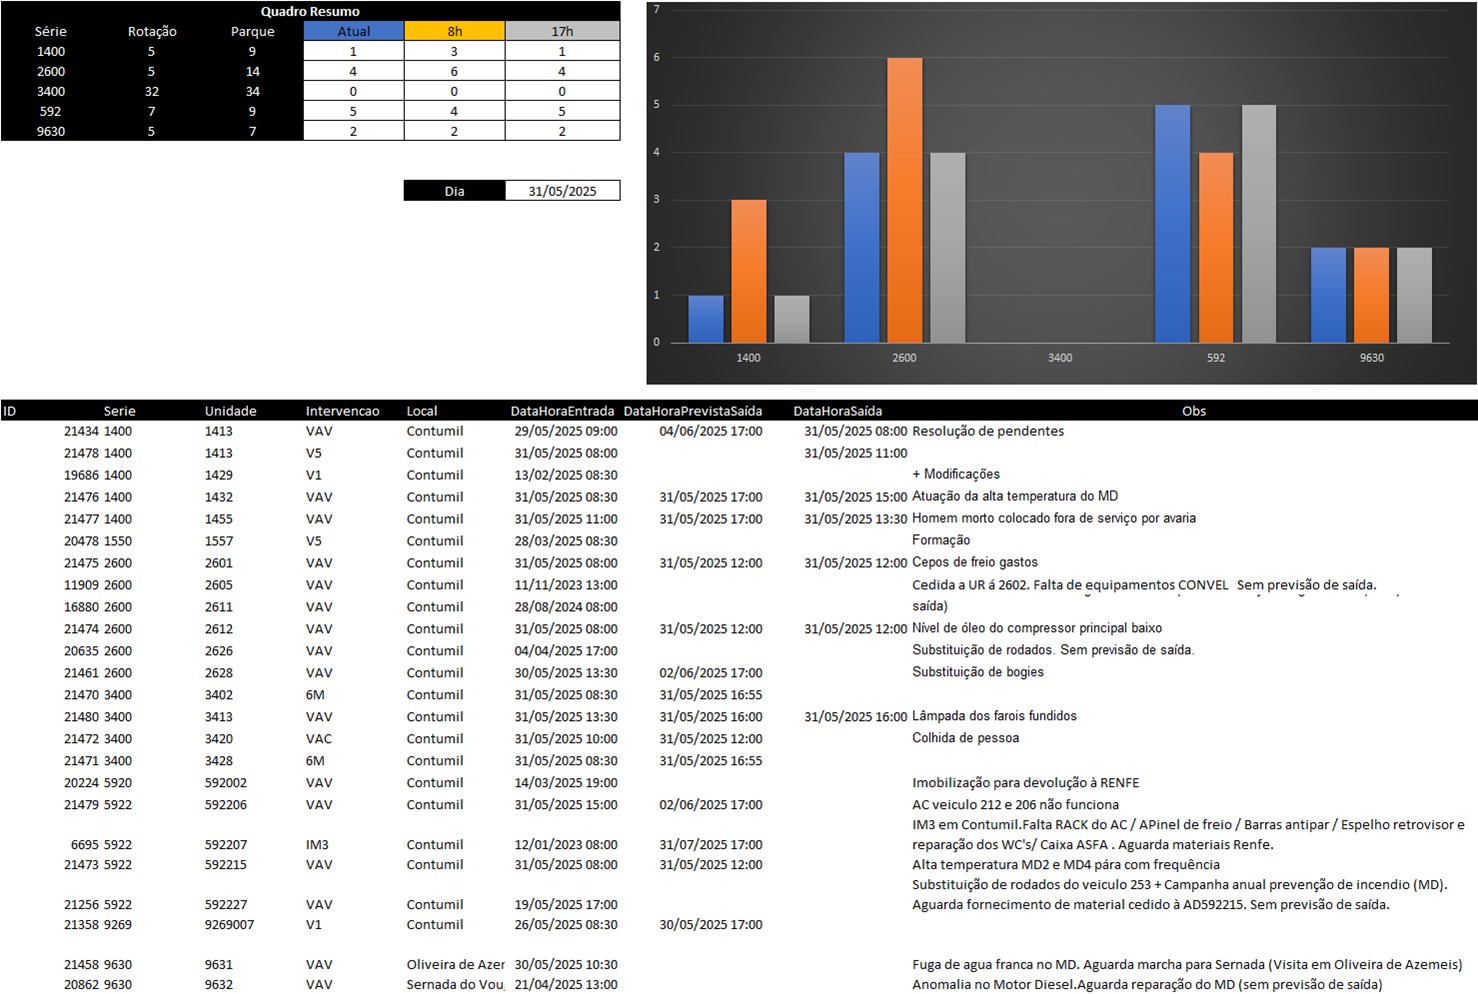 Quadro Resumo
Série Rotação Parque Atual 8h 17h
1400 5 9 1 3 1
2600 5 14 4 6 4
3400 32 34 0 0 0
592 7 9 5 4 5
9630 5 7 2 2 2
Dia 31/05/2025
7
6
5
4
3
2
1
0
1400 2600 3400 592 9630
ID Serie Unidade Intervencao Local DataHoraEntrada DataHoraPrevistaSaída DataHoraSaída Obs
21434 1400 1413 VAV Contumil 29/05/2025 09:00 04/06/2025 17:00 31/05/2025 08:00 Resolução de pendentes
21478 1400 1413 V5 Contumil 31/05/2025 08:00 31/05/2025 11:00
19686 1400 1429 V1 Contumil 13/02/2025 08:30 + Modificações
21476 1400 1432 VAV Contumil 31/05/2025 08:30 31/05/2025 17:00 31/05/2025 15:00 Atuação da alta temperatura do MD
21477 1400 1455 VAV Contumil 31/05/2025 11:00 31/05/2025 17:00 31/05/2025 13:30 Homem morto colocado fora de serviço por avaria
20478 1550 1557 V5 Contumil 28/03/2025 08:30 Formação
21475 2600 2601 VAV Contumil 31/05/2025 08:00 31/05/2025 12:00 31/05/2025 12:00 Cepos de freio gastos
11909 2600 2605 VAV Contumil 11/11/2023 13:00 Cedida a UR á 2602. Falta de equipamentos CONVEL Sem previsão de saída.
16880 2600 2611 VAV Contumil 28/08/2024 08:00 saída)
21474 2600 2612 VAV Contumil 31/05/2025 08:00 31/05/2025 12:00 31/05/2025 12:00 Nível de óleo do compressor principal baixo
20635 2600 2626 VAV Contumil 04/04/2025 17:00 Substituição de rodados. Sem previsão de saída.
21461 2600 2628 VAV Contumil 30/05/2025 13:30 02/06/2025 17:00 Substituição de bogies
21470 3400 3402 6M Contumil 31/05/2025 08:30 31/05/2025 16:55
21480 3400 3413 VAV Contumil 31/05/2025 13:30 31/05/2025 16:00 31/05/2025 16:00 Lâmpada dos farois fundidos
21472 3400 3420 VAC Contumil 31/05/2025 10:00 31/05/2025 12:00 Colhida de pessoa
21471 3400 3428 6M Contumil 31/05/2025 08:30 31/05/2025 16:55
20224 5920 592002 VAV Contumil 14/03/2025 19:00 Imobilização para devolução à RENFE
21479 5922 592206 VAV Contumil 31/05/2025 15:00 02/06/2025 17:00 AC veiculo 212 e 206 não funciona
IM3 em Contumil.Falta RACK do AC / APinel de freio / Barras antipar / Espelho retrovisor e
6695 5922 592207 IM3 Contumil 12/01/2023 08:00 31/07/2025 17:00 reparação dos WC's/ Caixa ASFA . Aguarda materiais Renfe.
21473 5922 592215 VAV Contumil 31/05/2025 08:00 31/05/2025 12:00 Alta temperatura MD2 e MD4 pára com frequência
Substituição de rodados do veiculo 253 + Campanha anual prevenção de incendio (MD).
21256 5922 592227 VAV Contumil 19/05/2025 17:00 Aguarda fornecimento de material cedido à AD592215. Sem previsão de saída.
21358 9269 9269007 V1 Contumil 26/05/2025 08:30 30/05/2025 17:00
21458 9630 9631 VAV Oliveira de Azer 30/05/2025 10:30 Fuga de agua franca no MD. Aguarda marcha para Sernada (Visita em Oliveira de Azemeis)
20862 9630 9632 VAV Sernada do Vou 21/04/2025 13:00 Anomalia no Motor Diesel.Aguarda reparação do MD (sem previsão de saída)